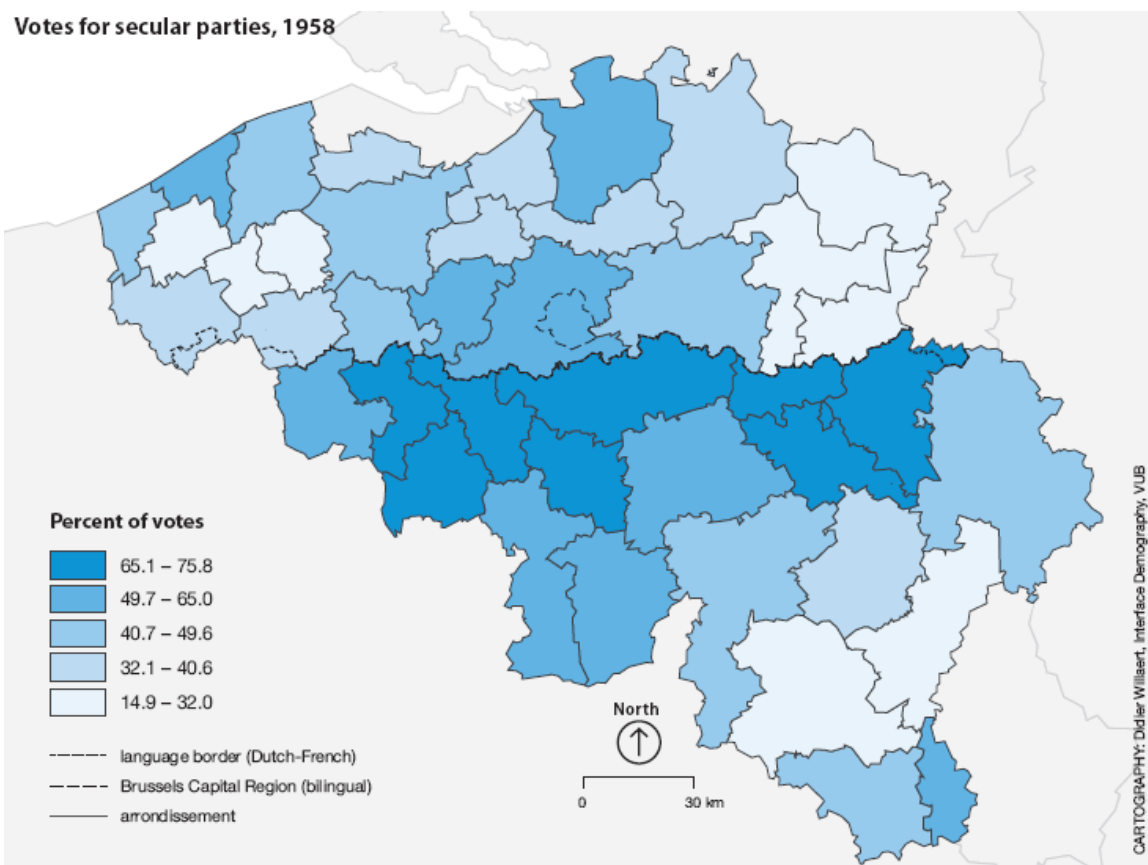 Votes for secular parties, 1958
Percent of votes
65.1 – 75.8
49.7 – 65.0
40.7 – 49.6
32.1 – 40.6
14.9 – 32.0
language border (Dutch-French)
Brussels Capital Region (bilingual)
arrondissement
North
0 30 km
CARTOGRAPHY: Didier Willaert, Interface Demography, VUB